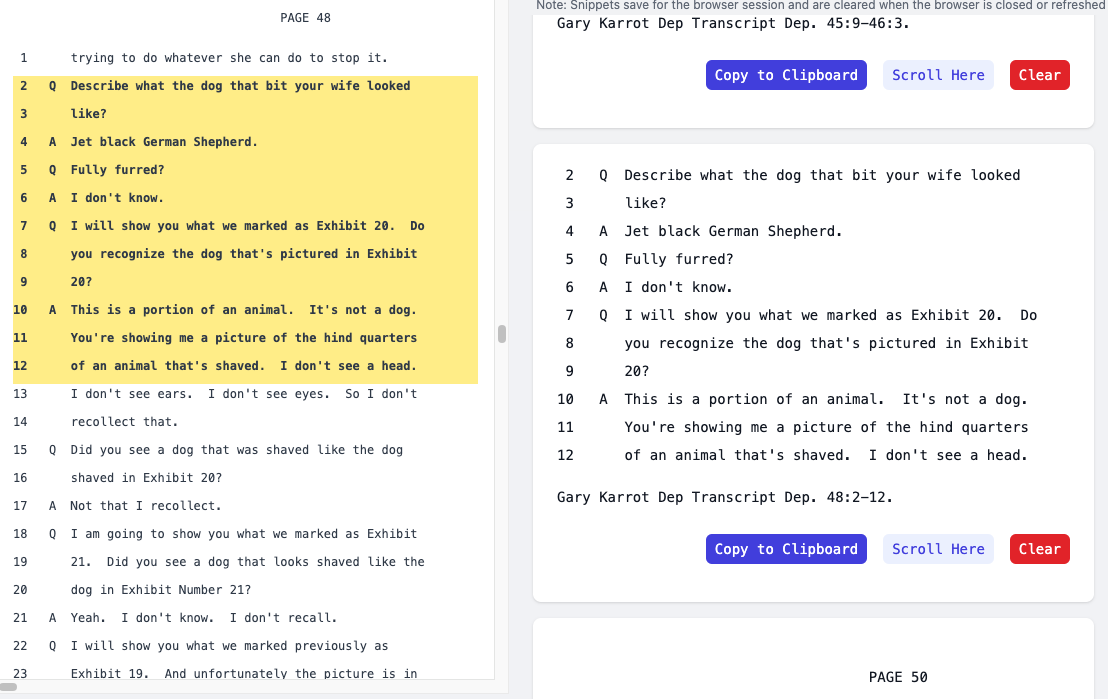 PAGE 48
1 trying to do whatever she can do to stop it.
2 Q Describe what the dog that bit your wife looked
3 like?
4 A Jet black German Shepherd.
5 Q Fully furred?
6 A I don't know.
7 Q I will show you what we marked as Exhibit 20.  Do
8 you recognize the dog that's pictured in Exhibit
9 20?
10 A This is a portion of an animal.  It's not a dog.
11 You're showing me a picture of the hind quarters
12 of an animal that's shaved.  I don't see a head.
13 I don't see ears.  I don't see eyes.  So I don't
14 recollect that.
15 Q Did you see a dog that was shaved like the dog
16 shaved in Exhibit 20?
17 A Not that I recollect.
18 Q I am going to show you what we marked as Exhibit
19 21.  Did you see a dog that looks shaved like the
20 dog in Exhibit Number 21?
21 A Yeah.  I don't know.  I don't recall.
22 Q I will show you what we marked previously as
23 Exhibit 19.  And unfortunately the picture is in
Note: Snippets save for the browser session and are cleared when the browser is closed or refreshed
Gary Karrot Dep Transcript Dep. 45:9–46:3.
Copy to Clipboard Scroll Here Clear
2 Q Describe what the dog that bit your wife looked
3 like?
4 A Jet black German Shepherd.
5 Q Fully furred?
6 A I don't know.
7 Q I will show you what we marked as Exhibit 20.  Do
8 you recognize the dog that's pictured in Exhibit
9 20?
10 A This is a portion of an animal.  It's not a dog.
11 You're showing me a picture of the hind quarters
12 of an animal that's shaved.  I don't see a head.
Gary Karrot Dep Transcript Dep. 48:2–12.
Copy to Clipboard Scroll Here Clear
PAGE 50